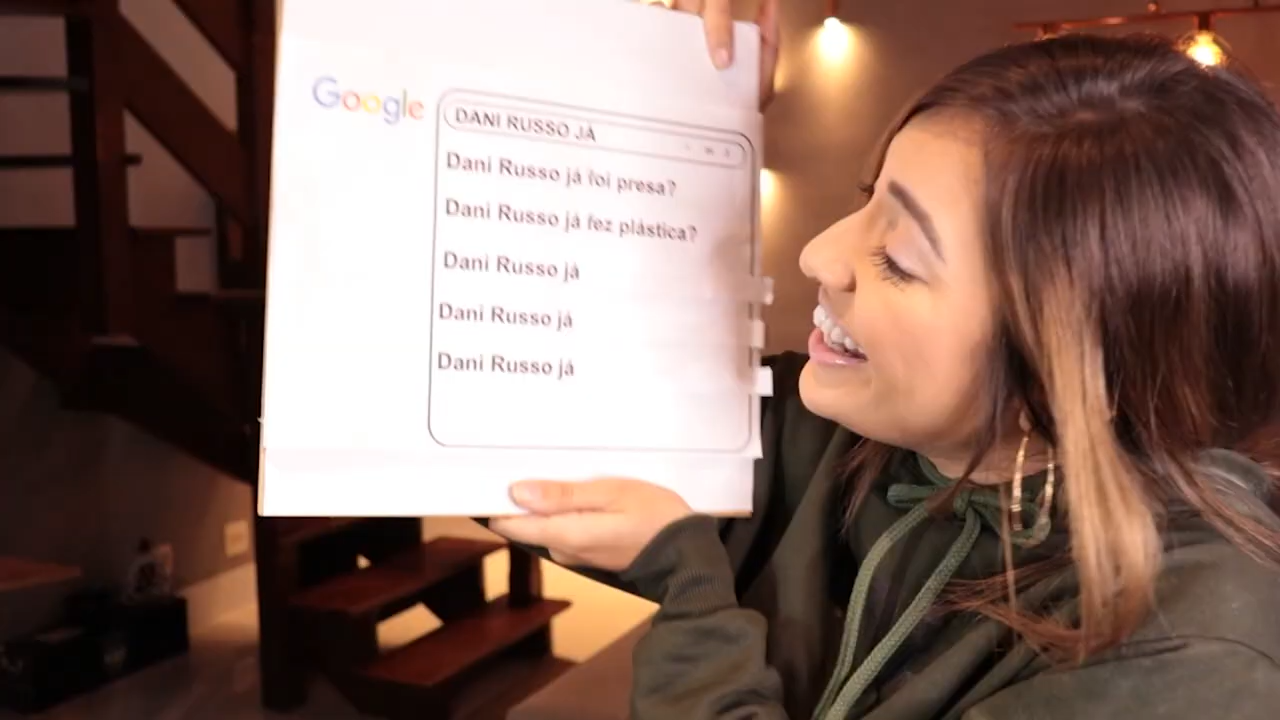 Google
DANI RUSSO JÁ
Dani Russo já foi presa?
Dani Russo já fez plástica?
Dani Russo já
Dani Russo já
Dani Russo já